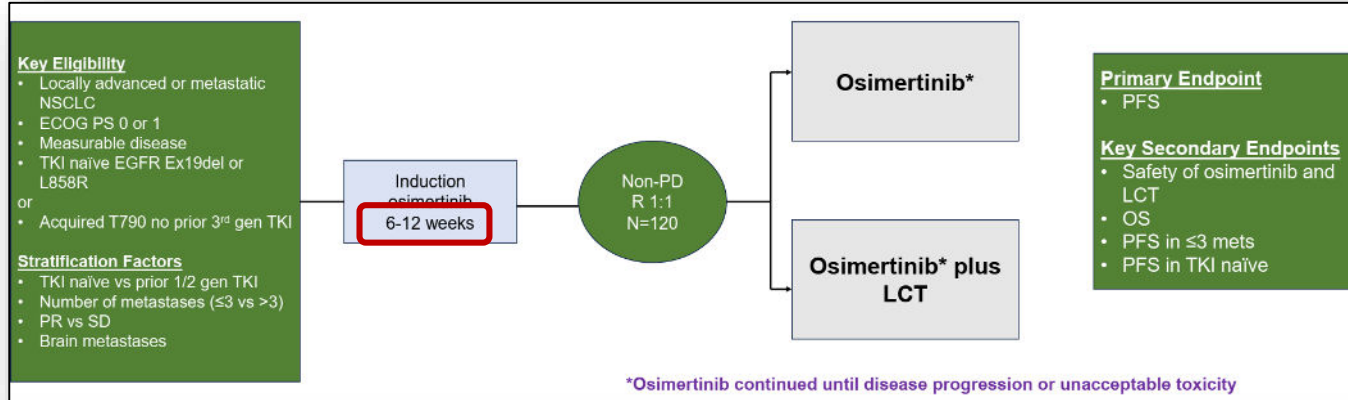 Key Eligibility
• Locally advanced or metastatic
NSCLC
• ECOG PS 0 or 1
• Measurable disease
• TKI naïve EGFR Ex19del or
L858R
or
• Acquired T790 no prior 3rd gen TKI
Stratification Factors
• TKI naïve vs prior 1/2 gen TKI
• Number of metastases (≤3 vs >3)
• PR vs SD
• Brain metastases
Induction
osimertinib
6-12 weeks
Non-PD
R 1:1
N=120
Osimertinib*
Osimertinib* plus
LCT
Primary Endpoint
• PFS
Key Secondary Endpoints
• Safety of osimertinib and
LCT
• OS
• PFS in ≤3 mets
• PFS in TKI naïve
*Osimertinib continued until disease progression or unacceptable toxicity